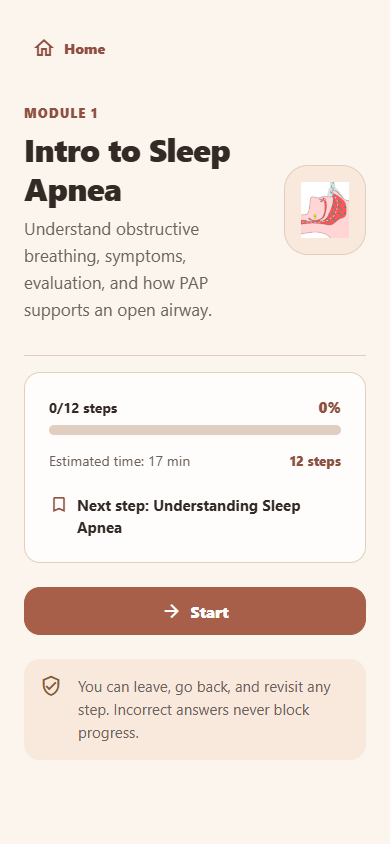 Home
MODULE 1
Intro to Sleep
Apnea
Understand obstructive
breathing, symptoms,
evaluation, and how PAP
supports an open airway.
0/12 steps
0%
Estimated time: 17 min
12 steps
Next step: Understanding Sleep
Apnea
Start
You can leave, go back, and revisit any
step. Incorrect answers never block
progress.